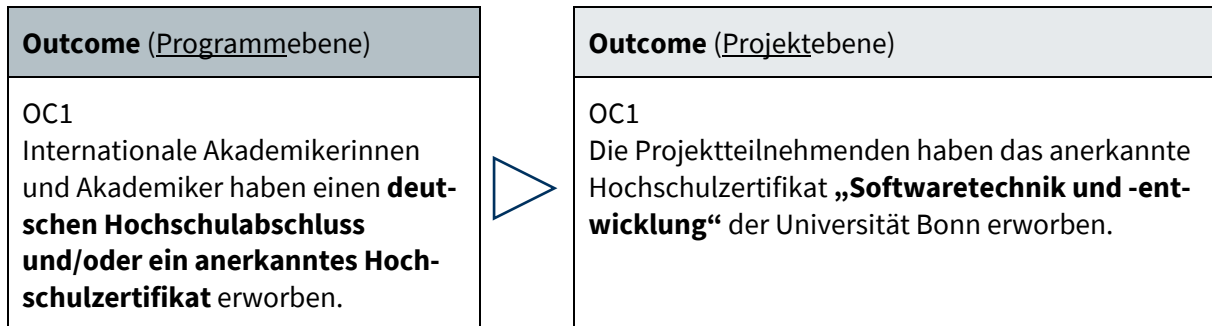 Outcome (Programmebene)
OC1
Internationale Akademikerinnen
und Akademiker haben einen deut-
schen Hochschulabschluss
und/oder ein anerkanntes Hoch-
schulzertifikat erworben.
Outcome (Projektebene)
OC1
Die Projektteilnehmenden haben das anerkannte
Hochschulzertifikat „Softwaretechnik und -ent-
wicklung“ der Universität Bonn erworben.